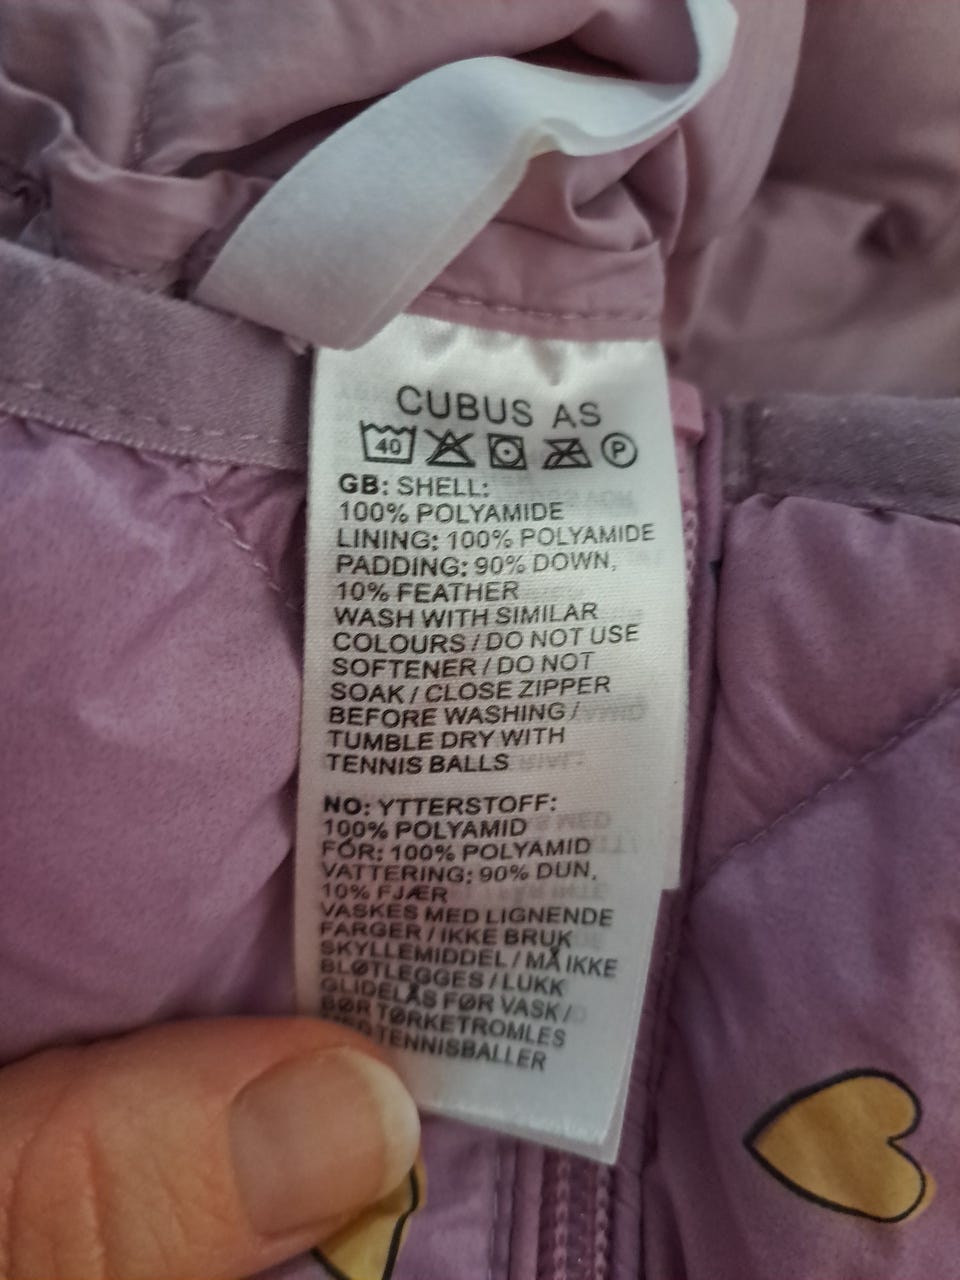 CUBUS AS
40 P
GB: SHELL:
100% POLYAMIDE
LINING: 100% POLYAMIDE
PADDING: 90% DOWN,
10% FEATHER
WASH WITH SIMILAR
COLOURS / DO NOT USE
SOFTENER / DO NOT
SOAK / CLOSE ZIPPER
BEFORE WASHING /
TUMBLE DRY WITH
TENNIS BALLS
NO: YTTERSTOFF:
100% POLYAMID
FÓR: 100% POLYAMID
VATTERING: 90% DUN,
10% FJÆR
VASKES MED LIGNENDE
FARGER / IKKE BRUK
SKYLLEMIDDEL / MÅ IKKE
BLØTLEGGES / LUKK
GLIDELÅS FØR VASK /
BØR TØRKETROMLES
MED TENNISBALLER